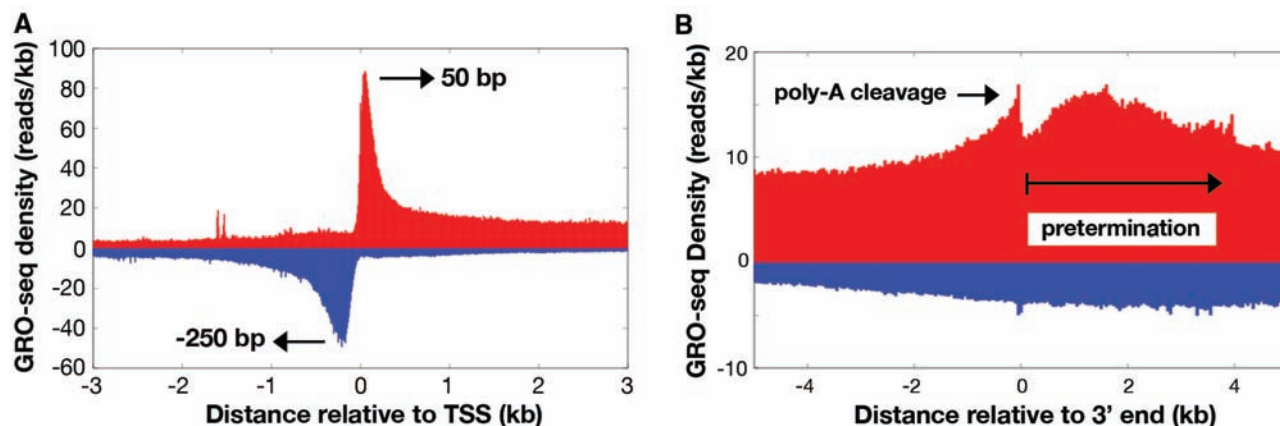 A
GRO-seq density (reads/kb)
100
80
60
40
20
0
-20
-40
-60
50 bp
-250 bp
-3
-2
-1
0
1
2
3
Distance relative to TSS (kb)
B
GRO-seq Density (reads/kb)
20
10
0
-10
poly-A cleavage
pretermination
-4
-2
0
2
4
Distance relative to 3' end (kb)